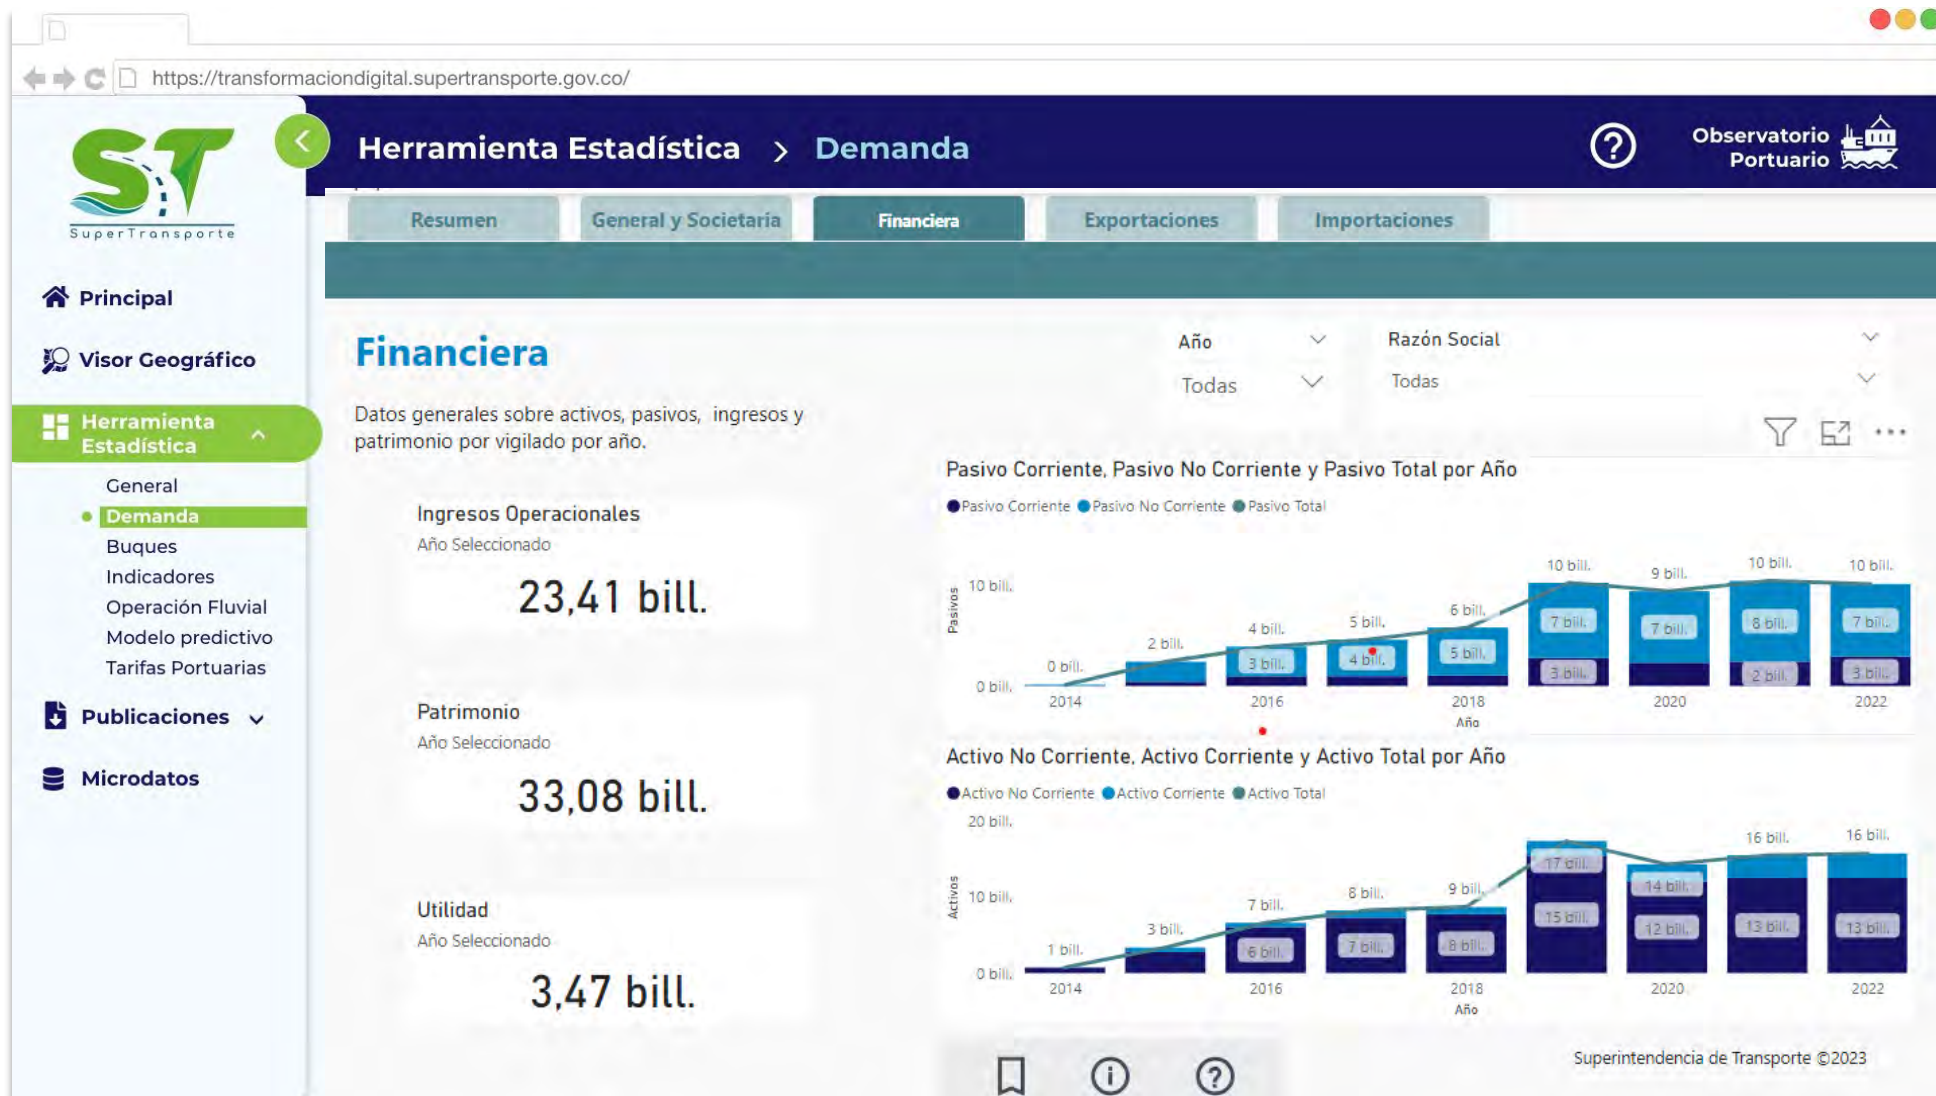 https://transformaciondigital.supertransporte.gov.co/
ST
SuperTransporte
Principal
Visor Geográfico
Herramienta
Estadística
General
Demanda
Buques
Indicadores
Operación Fluvial
Modelo predictivo
Tarifas Portuarias
Publicaciones
Microdatos
Herramienta Estadística > Demanda
?
Observatorio
Portuario
Resumen
General y Societaria
Financiera
Exportaciones
Importaciones
Financiera
Datos generales sobre activos, pasivos, ingresos y
patrimonio por vigilado por año.
Año
Todas
Razón Social
Todas
Ingresos Operacionales
Año Seleccionado
23,41 bill.
Patrimonio
Año Seleccionado
33,08 bill.
Utilidad
Año Seleccionado
3,47 bill.
Pasivo Corriente, Pasivo No Corriente y Pasivo Total por Año
Pasivo Corriente Pasivo No Corriente Pasivo Total
Pasivos
10 bill.
0 bill.
0 bill. 2 bill. 4 bill. 5 bill. 6 bill. 10 bill. 9 bill. 10 bill. 10 bill.
3 bill. 4 bill. 5 bill. 7 bill. 7 bill. 8 bill. 7 bill.
3 bill. 2 bill. 3 bill.
2014 2016 2018 2020 2022
Año
Activo No Corriente, Activo Corriente y Activo Total por Año
Activo No Corriente Activo Corriente Activo Total
Activos
20 bill.
10 bill.
0 bill.
1 bill. 3 bill. 7 bill. 8 bill. 9 bill. 17 bill. 14 bill. 16 bill. 16 bill.
6 bill. 7 bill. 8 bill. 15 bill. 12 bill. 13 bill. 13 bill.
2014 2016 2018 2020 2022
Año
i
?
Superintendencia de Transporte ©2023